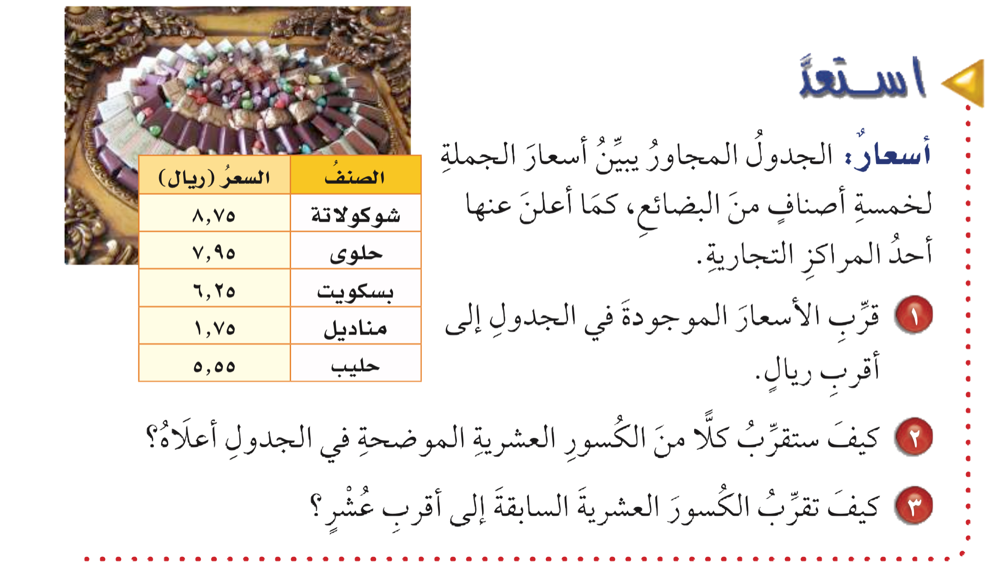 استعدَّ
أسعارٌ: الجدولُ المجاورُ يبيِّنُ أسعارَ الجملةِ
لخمسةِ أصنافٍ منَ البضائعِ، كمَا أعلنَ عنها
أحدُ المراكزِ التجاريةِ.
الصنفُ السعرُ (ريال)
شوكولاتة ٨,٧٥
حلوى ٧,٩٥
بسكويت ٦,٢٥
مناديل ١,٧٥
حليب ٥,٥٥
١ قرِّبِ الأسعارَ الموجودةَ في الجدولِ إلى
أقربِ ريالٍ.
٢ كيفَ ستقرِّبُ كلًّا منَ الكُسورِ العشريةِ الموضحةِ في الجدولِ أعلَاهُ؟
٣ كيفَ تقرِّبُ الكُسورَ العشريةَ السابقةَ إلى أقربِ عُشْرٍ؟